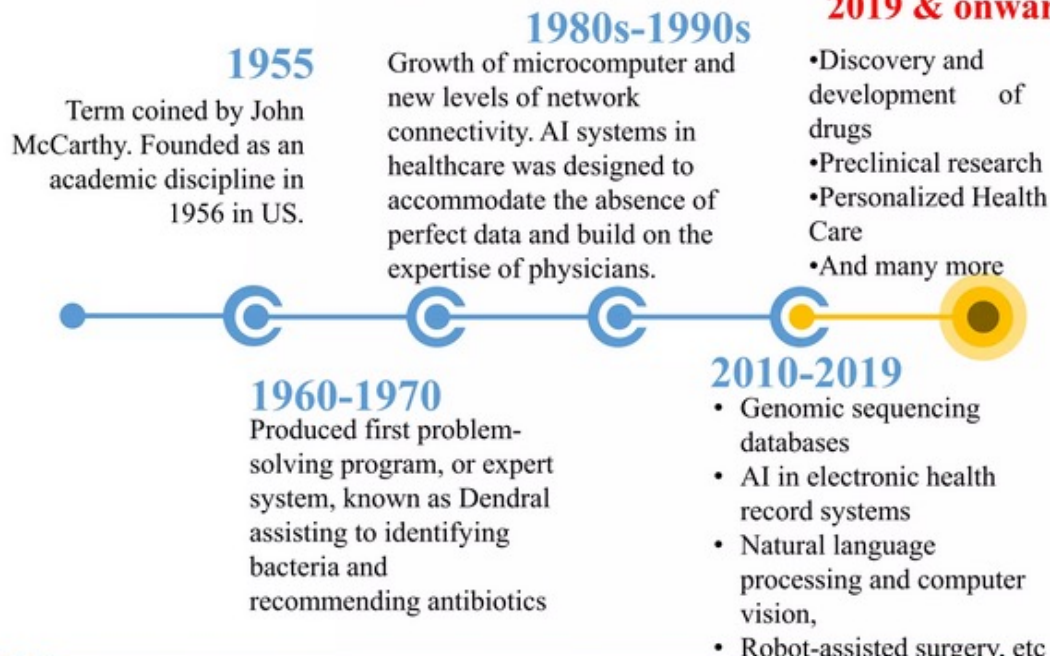 1955
Term coined by John
McCarthy. Founded as an
academic discipline in
1956 in US.
1960-1970
Produced first problem-
solving program, or expert
system, known as Dendral
assisting to identifying
bacteria and
recommending antibiotics
1980s-1990s
Growth of microcomputer and
new levels of network
connectivity. AI systems in
healthcare was designed to
accommodate the absence of
perfect data and build on the
expertise of physicians.
2010-2019
• Genomic sequencing
databases
• AI in electronic health
record systems
• Natural language
processing and computer
vision,
• Robot-assisted surgery, etc
2019 & onwar
•Discovery and
development of
drugs
•Preclinical research
•Personalized Health
Care
•And many more